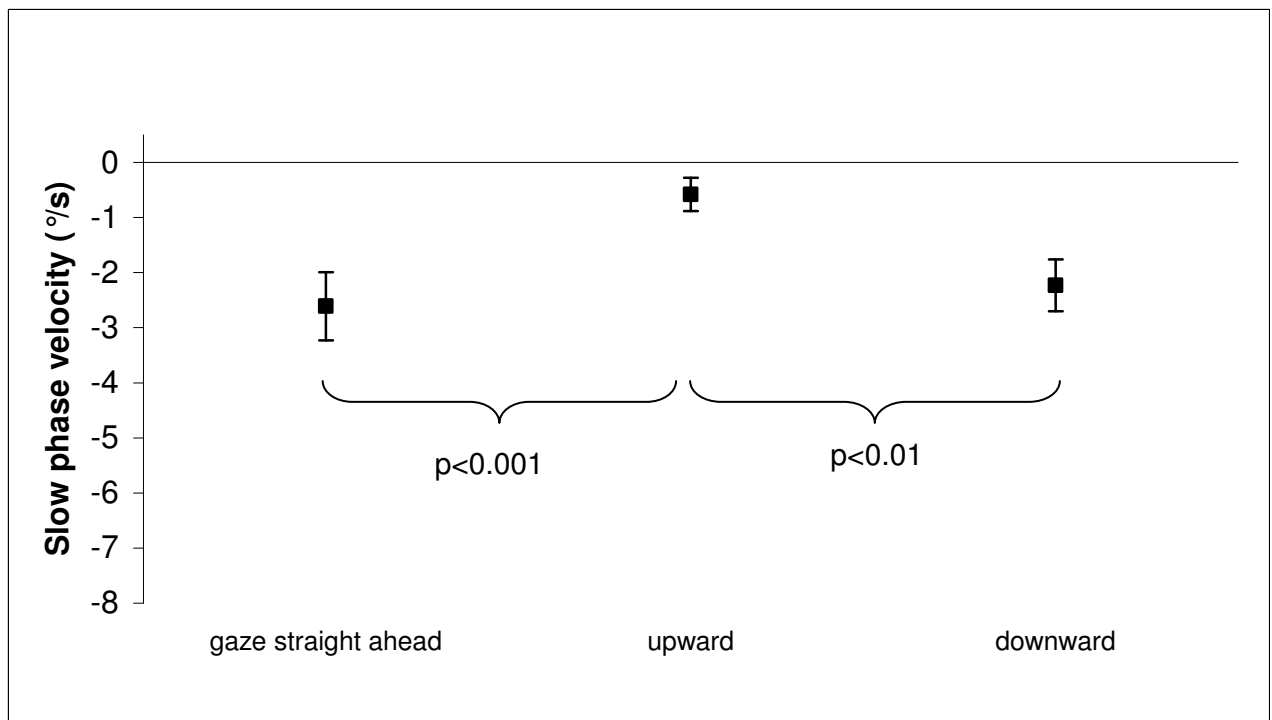 Slow phase velocity (°/s)
0
-1
-2
-3
-4
-5
-6
-7
-8
p<0.001
p<0.01
gaze straight ahead
upward
downward